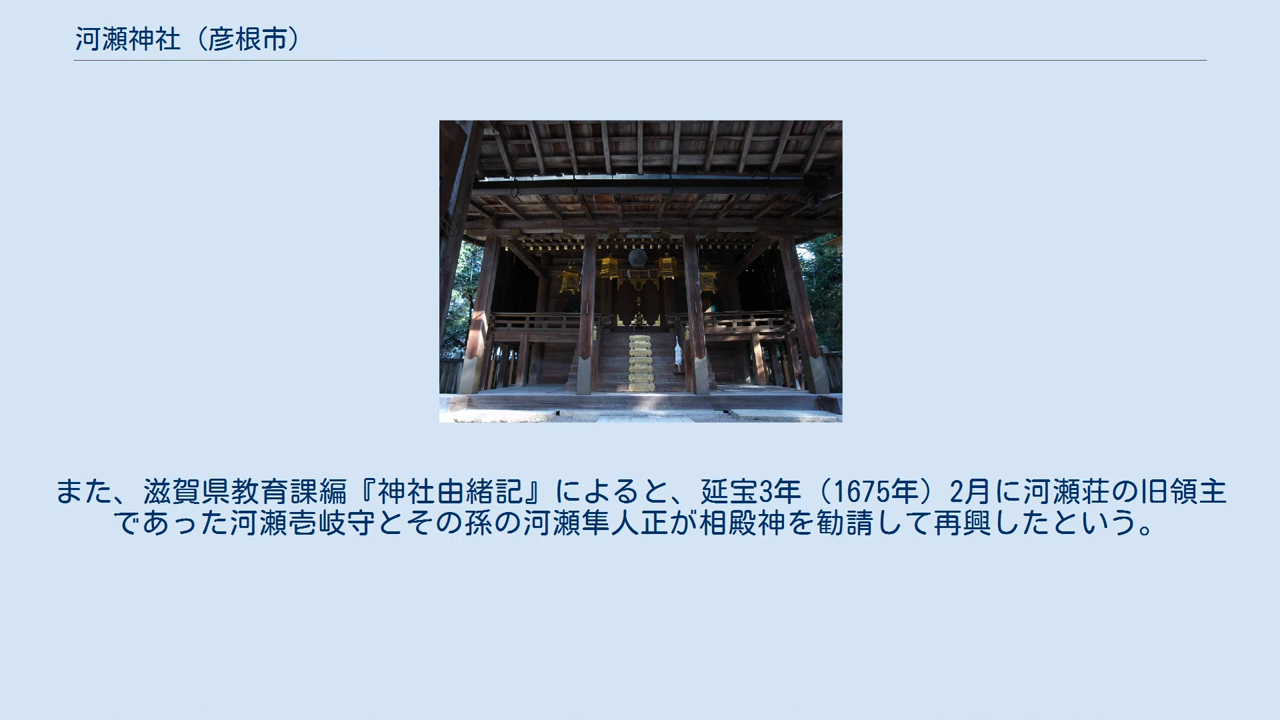 河瀬神社（彦根市）
また、滋賀県教育課編『神社由緒記』によると、延宝3年（1675年）2月に河瀬荘の旧領主
であった河瀬壱岐守とその孫の河瀬隼人正が相殿神を勧請して再興したという。